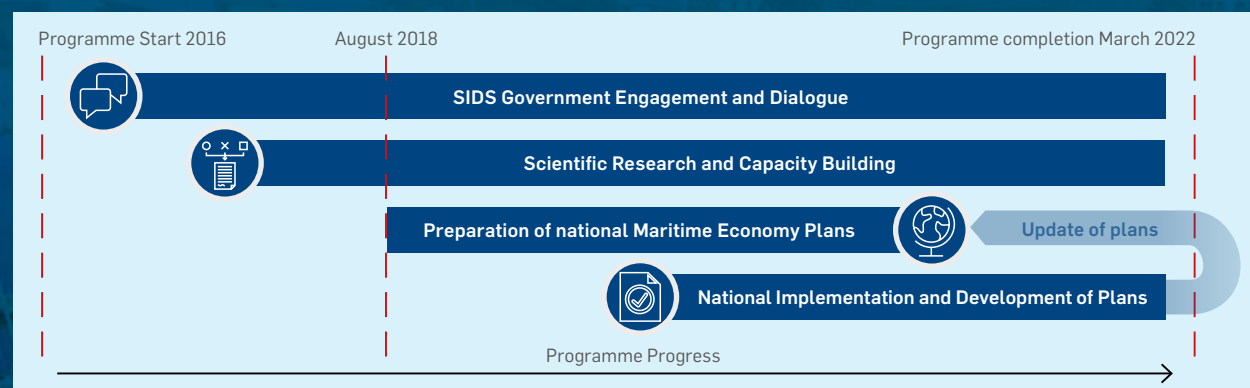 Programme Start 2016
August 2018
Programme completion March 2022
SIDS Government Engagement and Dialogue
Scientific Research and Capacity Building
Preparation of national Maritime Economy Plans
Update of plans
National Implementation and Development of Plans
Programme Progress